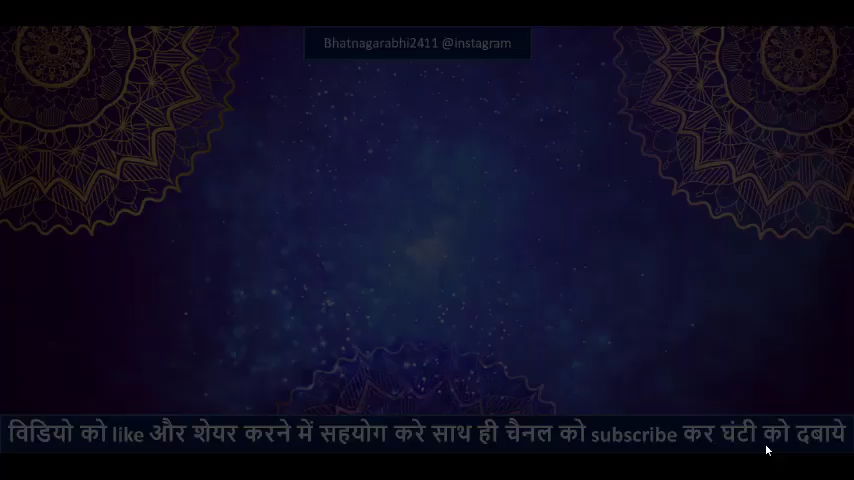 Bhatnagarabhi2411 @instagram
विडियो को like और शेयर करने में सहयोग करे साथ ही चैनल को subscribe कर घंटी को दबाये